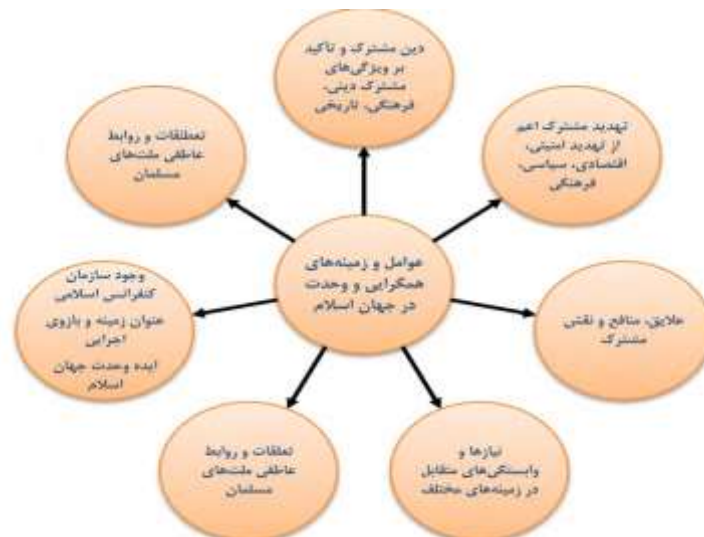 دین مشترک و تاکید
بر ویژگی‌های
مشترک دینی،
فرهنگی، تاریخی
تهدید مشترک اعم
از تهدید امنیتی،
اقتصادی، سیاسی،
فرهنگی
علایق، منافع و نقش
مشترک
نیازها و
وابستگی‌های متقابل
در زمینه‌های مختلف
تعلقات و روابط
عاطفی ملت‌های
مسلمان
وجود سازمان
کنفرانس اسلامی
عنوان زمینه و بازوی
اجرایی
ایده وحدت جهان
اسلام
تعطلقات و روابط
عاطفی ملت‌های
مسلمان
عوامل و زمینه‌های
همگرایی و وحدت
در جهان اسلام